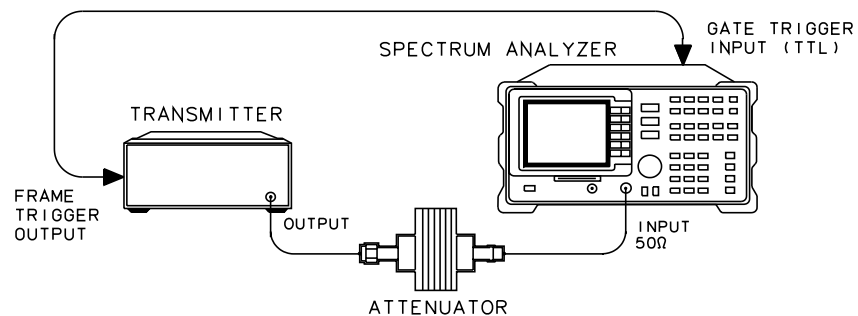 GATE TRIGGER
INPUT (TTL)
SPECTRUM ANALYZER
TRANSMITTER
FRAME
TRIGGER
OUTPUT
OUTPUT
INPUT
50Ω
ATTENUATOR